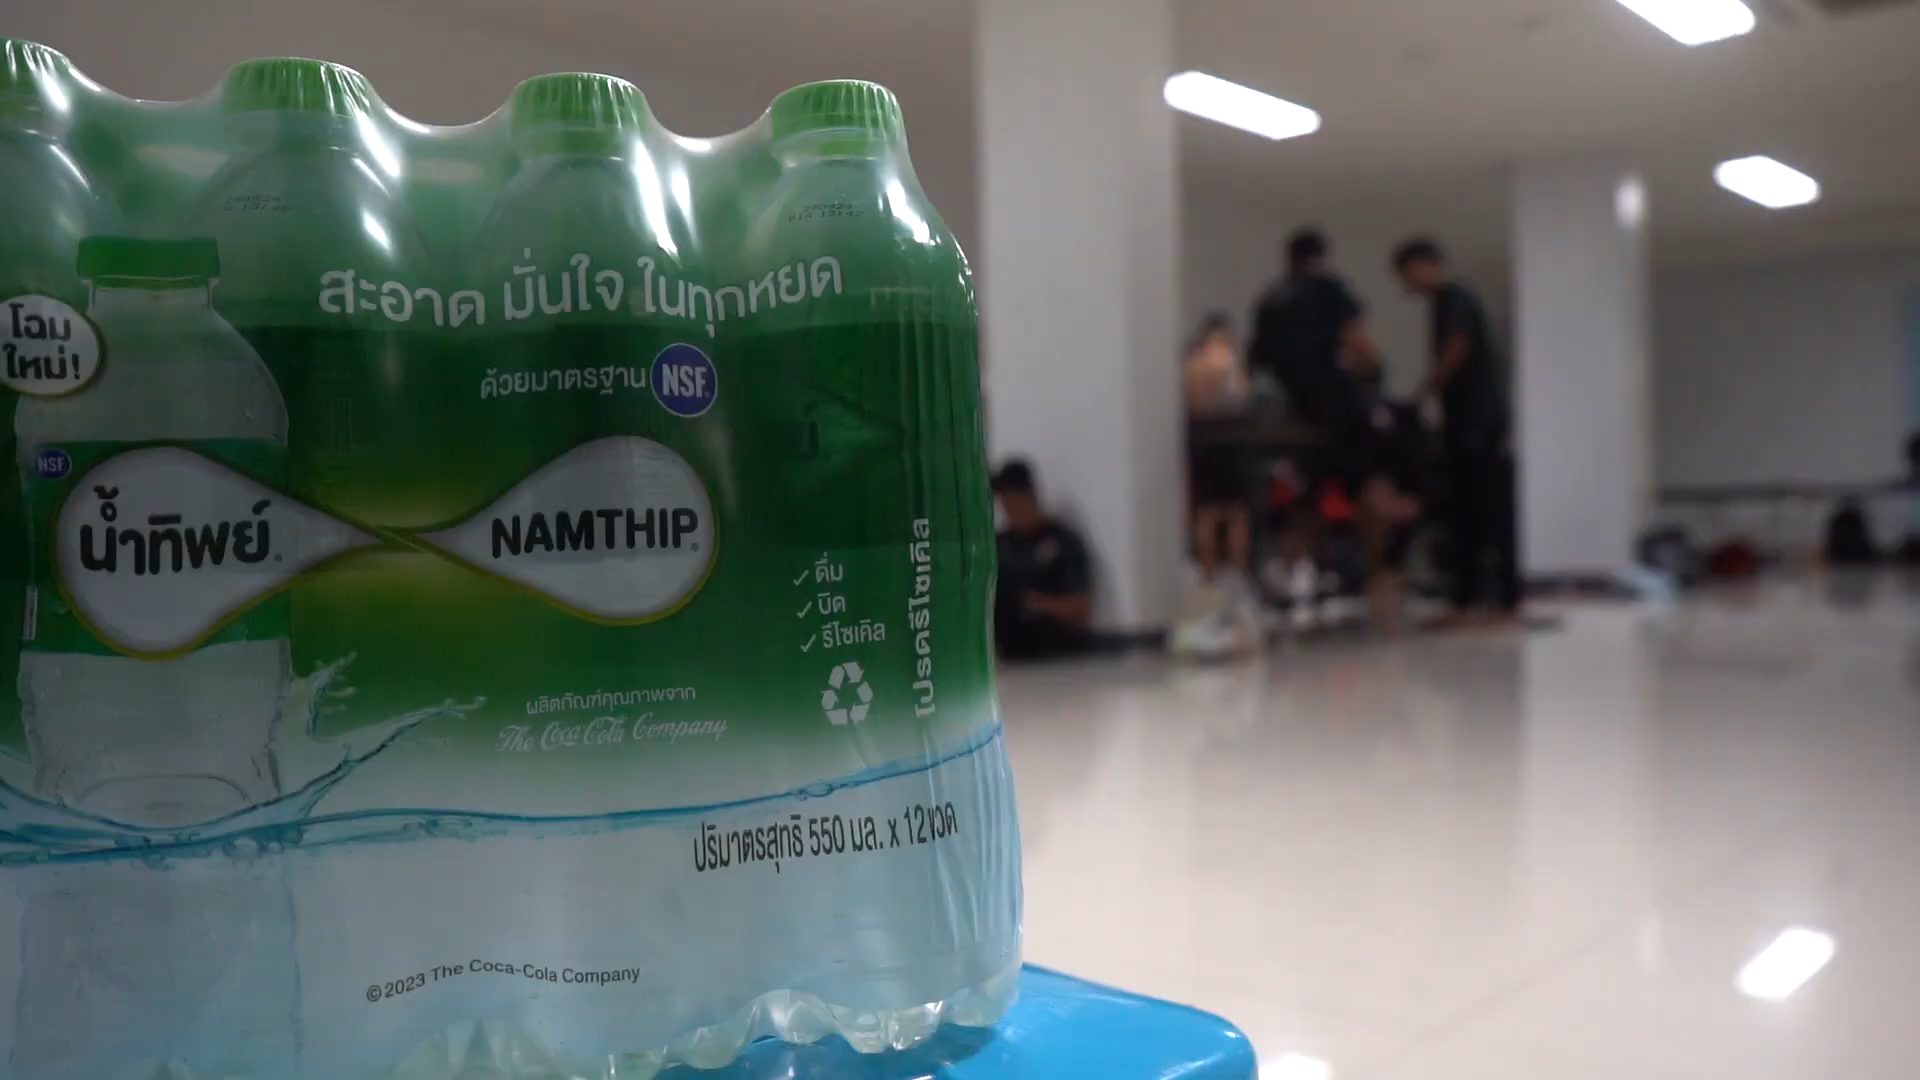 สะอาด มั่นใจ ในทุกหยด
ด้วยมาตรฐาน NSF
โฉม
ใหม่!
NSF
น้ำทิพย์
NAMTHIP
ดื่ม
บิด
รีไซเคิล
โปรดรีไซเคิล
ผลิตภัณฑ์คุณภาพจาก
The Coca-Cola Company
ปริมาตรสุทธิ 550 มล. x 12 ขวด
©2023 The Coca-Cola Company